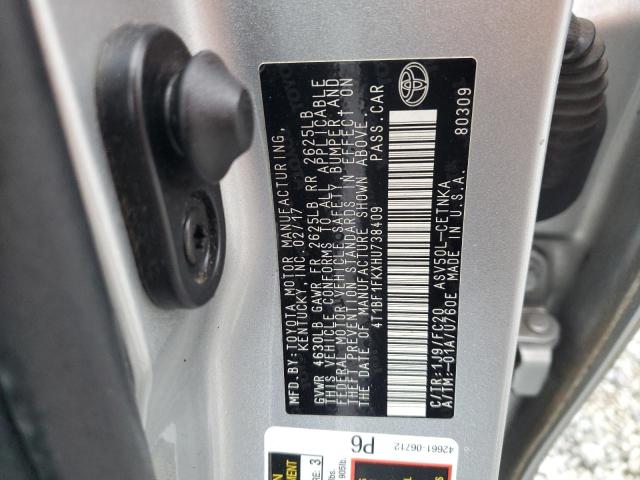 MFD. BY: TOYOTA MOTOR MANUFACTURING,
KENTUCKY, INC. 02/17
GVWR 4630LB GAWR FR 2625LB RR 2625LB
THIS VEHICLE CONFORMS TO ALL APPLICABLE
FEDERAL MOTOR VEHICLE SAFETY, BUMPER, AND
THEFT PREVENTION STANDARDS IN EFFECT ON
THE DATE OF MANUFACTURE SHOWN ABOVE.
4T1BF1FKXHU738409 PASS.CAR
C/TR: 1J9/FC20 ASV50L-CETNKA
A/TM: -01A/U760E MADE IN U.S.A.
80309
P6
42661-06712
3